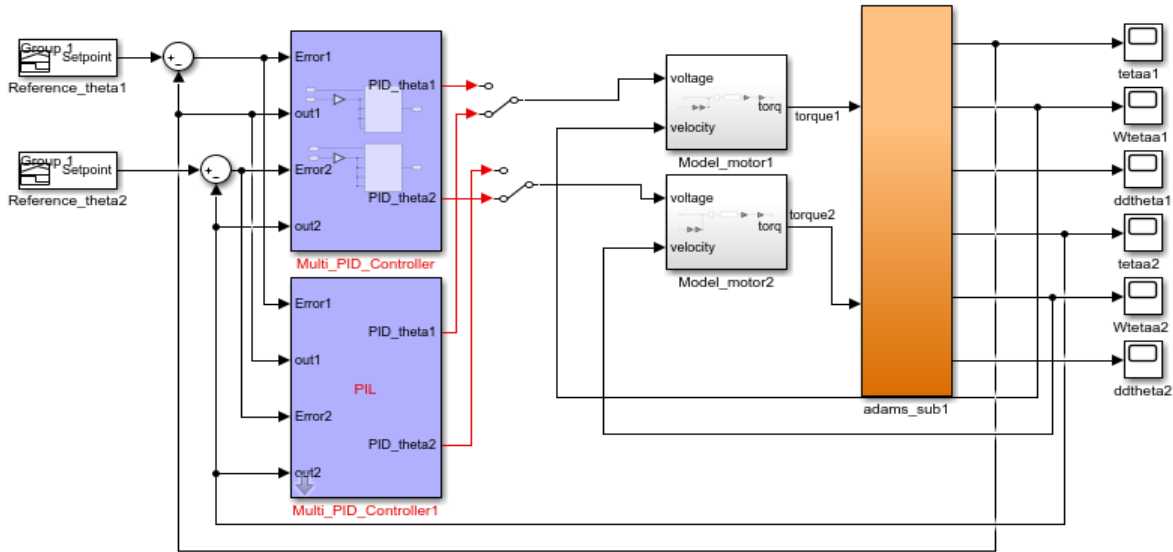 Group 1
Setpoint
Reference_theta1
Group 1
Setpoint
Reference_theta2
+
-
+
-
Error1
out1
Error2
out2
PID_theta1
PID_theta2
Multi_PID_Controller
Error1
out1
Error2
out2
PIL
PID_theta1
PID_theta2
Multi_PID_Controller1
voltage
velocity
torq
Model_motor1
torque1
voltage
velocity
torq
Model_motor2
torque2
adams_sub1
tetaa1
Wtetaa1
ddtheta1
tetaa2
Wtetaa2
ddtheta2